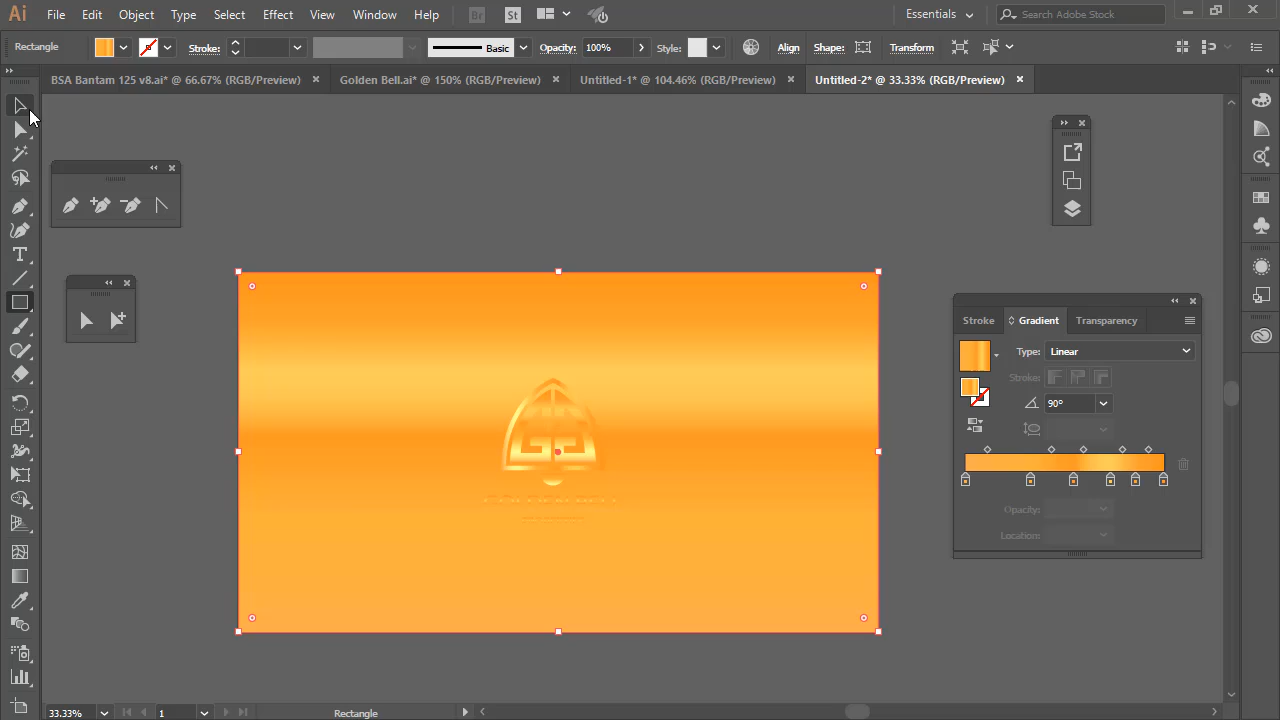 Ai File Edit Object Type Select Effect View Window Help Br St Essentials Search Adobe Stock
Rectangle Stroke: Basic Opacity: 100% Style: Align Shape: Transform
BSA Bantam 125 v8.ai* @ 66.67% (RGB/Preview) Golden Bell.ai* @ 150% (RGB/Preview) Untitled-1* @ 104.46% (RGB/Preview) Untitled-2* @ 33.33% (RGB/Preview)
Stroke Gradient Transparency
Type: Linear
Stroke:
90°
Opacity:
Location:
33.33% 1 Rectangle